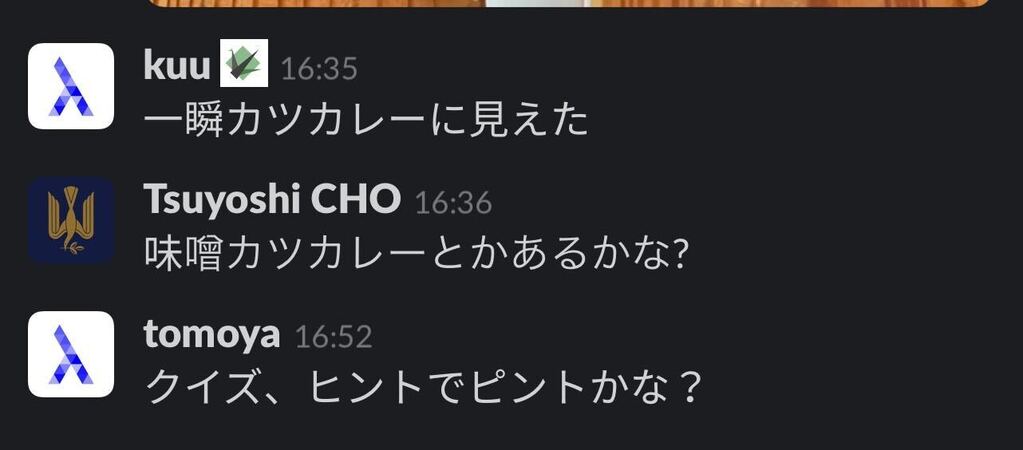 kuu 16:35
一瞬カツカレーに見えた
Tsuyoshi CHO 16:36
味噌カツカレーとかあるかな?
tomoya 16:52
クイズ、ヒントでピントかな？